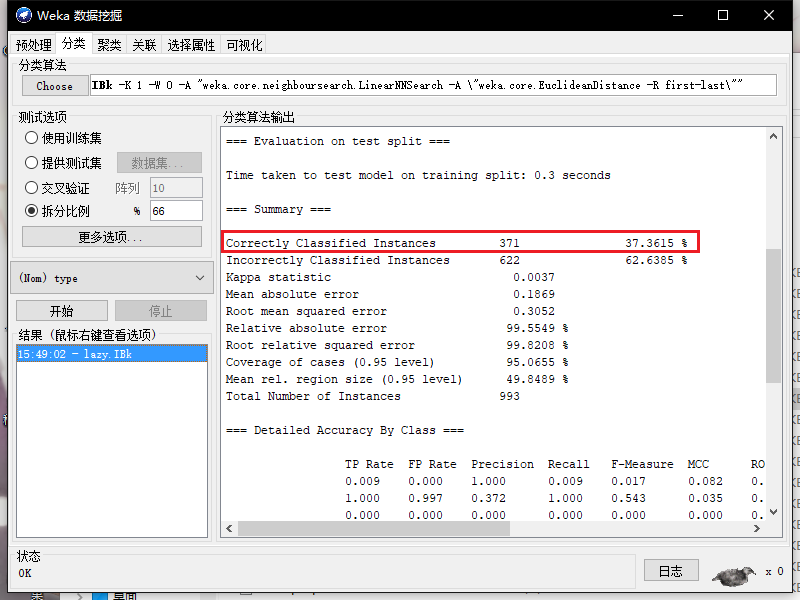 Weka 数据挖掘
预处理 分类 聚类 关联 选择属性 可视化
分类算法
Choose IBk -K 1 -W 0 -A "weka.core.neighboursearch.LinearNNSearch -A \"weka.core.EuclideanDistance -R first-last\""
测试选项
使用训练集
提供测试集 数据集...
交叉验证 阵列 10
拆分比例 % 66
更多选项...
(Nom) type
开始 停止
结果 (鼠标右键查看选项)
15:49:02 - lazy.IBk
分类算法输出
=== Evaluation on test split ===
Time taken to test model on training split: 0.3 seconds
=== Summary ===
Correctly Classified Instances 371 37.3615 %
Incorrectly Classified Instances 622 62.6385 %
Kappa statistic 0.0037
Mean absolute error 0.1869
Root mean squared error 0.3052
Relative absolute error 99.5549 %
Root relative squared error 99.8208 %
Coverage of cases (0.95 level) 95.0655 %
Mean rel. region size (0.95 level) 49.8489 %
Total Number of Instances 993
=== Detailed Accuracy By Class ===
TP Rate FP Rate Precision Recall F-Measure MCC RO
0.009 0.000 1.000 0.009 0.017 0.082 0.
1.000 0.997 0.372 1.000 0.543 0.035 0.
0.000 0.000 0.000 0.000 0.000 0.000 0.
状态
OK
日志
x 0
桌面